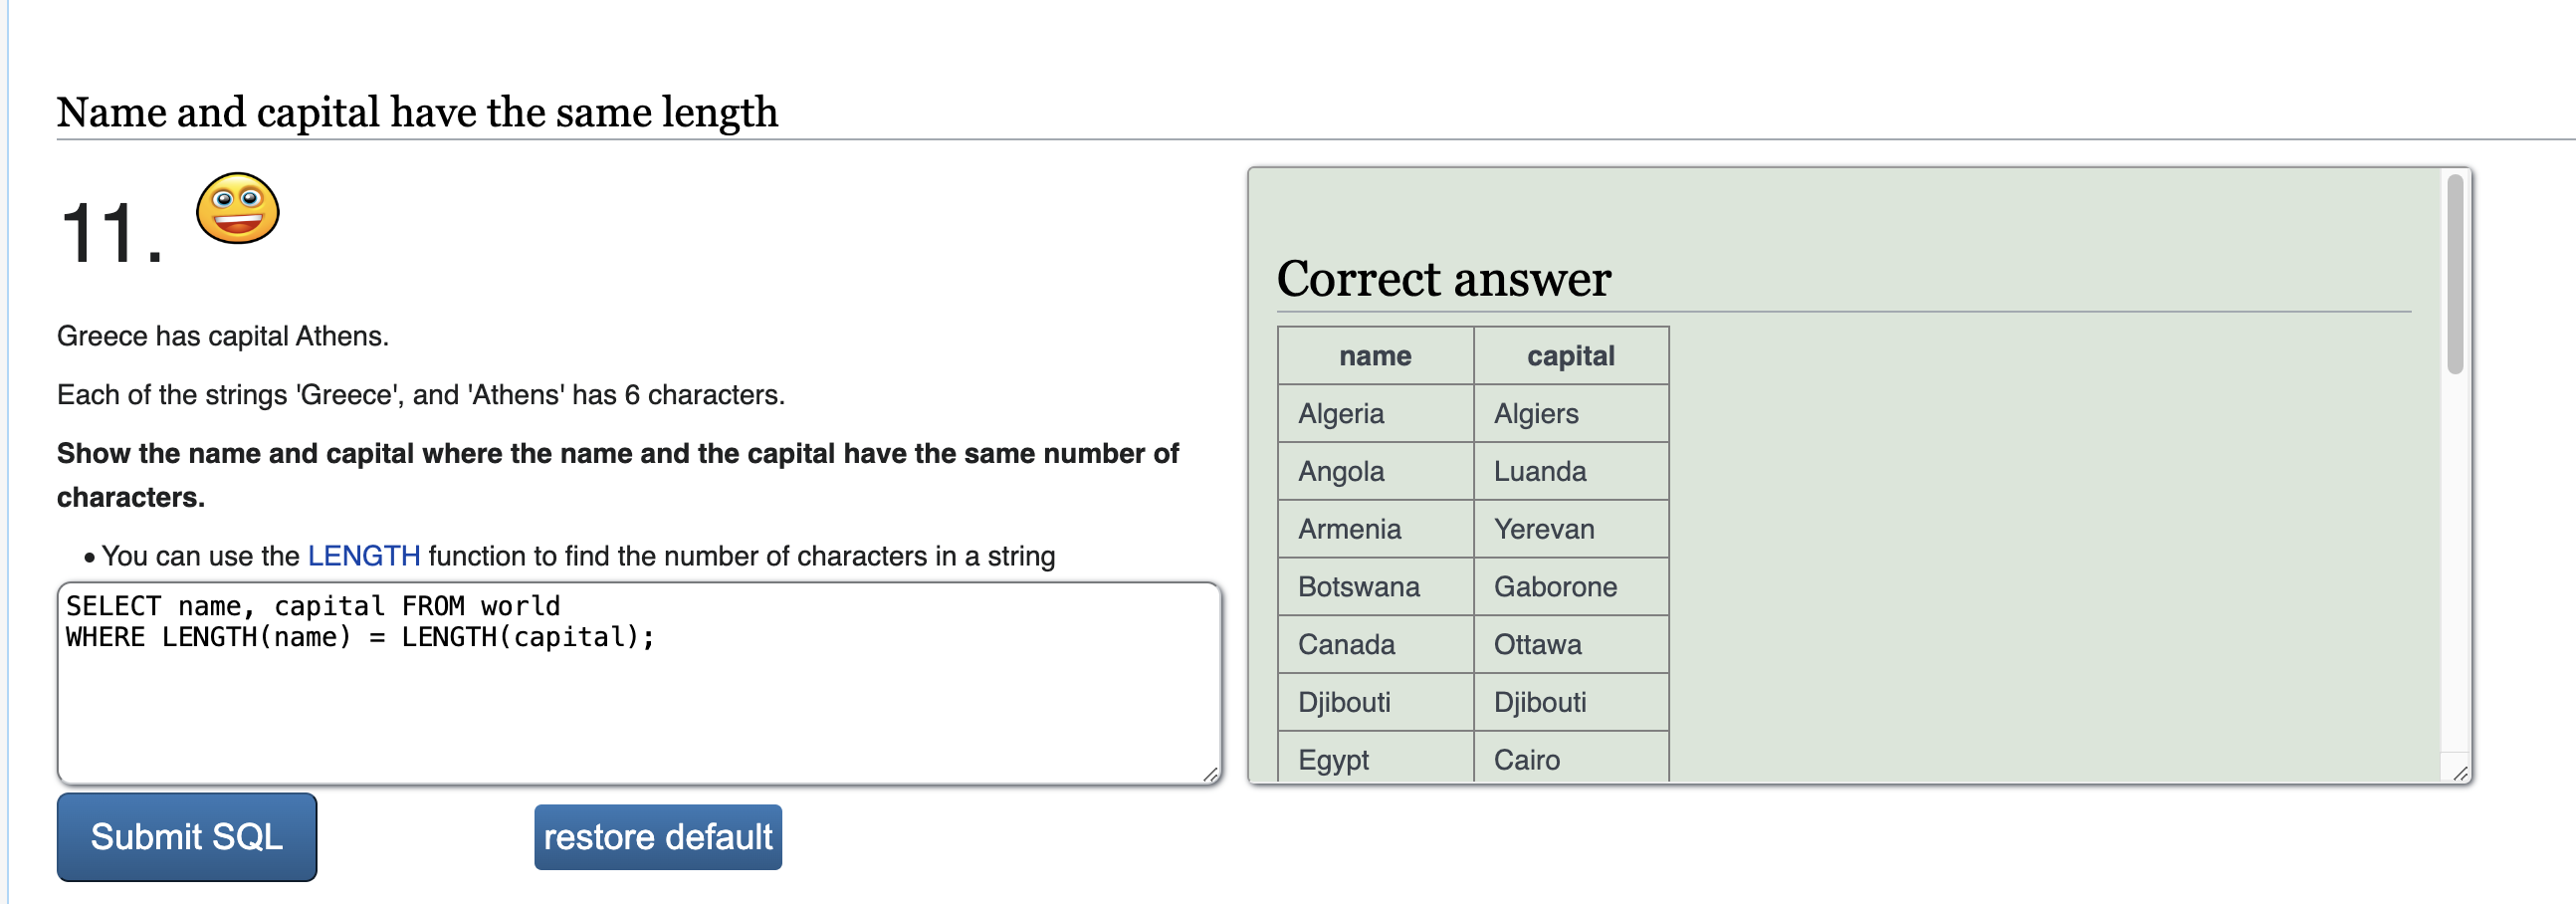 Name and capital have the same length
11.
Greece has capital Athens.
Each of the strings 'Greece', and 'Athens' has 6 characters.
Show the name and capital where the name and the capital have the same number of
characters.
• You can use the LENGTH function to find the number of characters in a string
SELECT name, capital FROM world
WHERE LENGTH(name) = LENGTH(capital);
Submit SQL
restore default
Correct answer
name capital
Algeria Algiers
Angola Luanda
Armenia Yerevan
Botswana Gaborone
Canada Ottawa
Djibouti Djibouti
Egypt Cairo